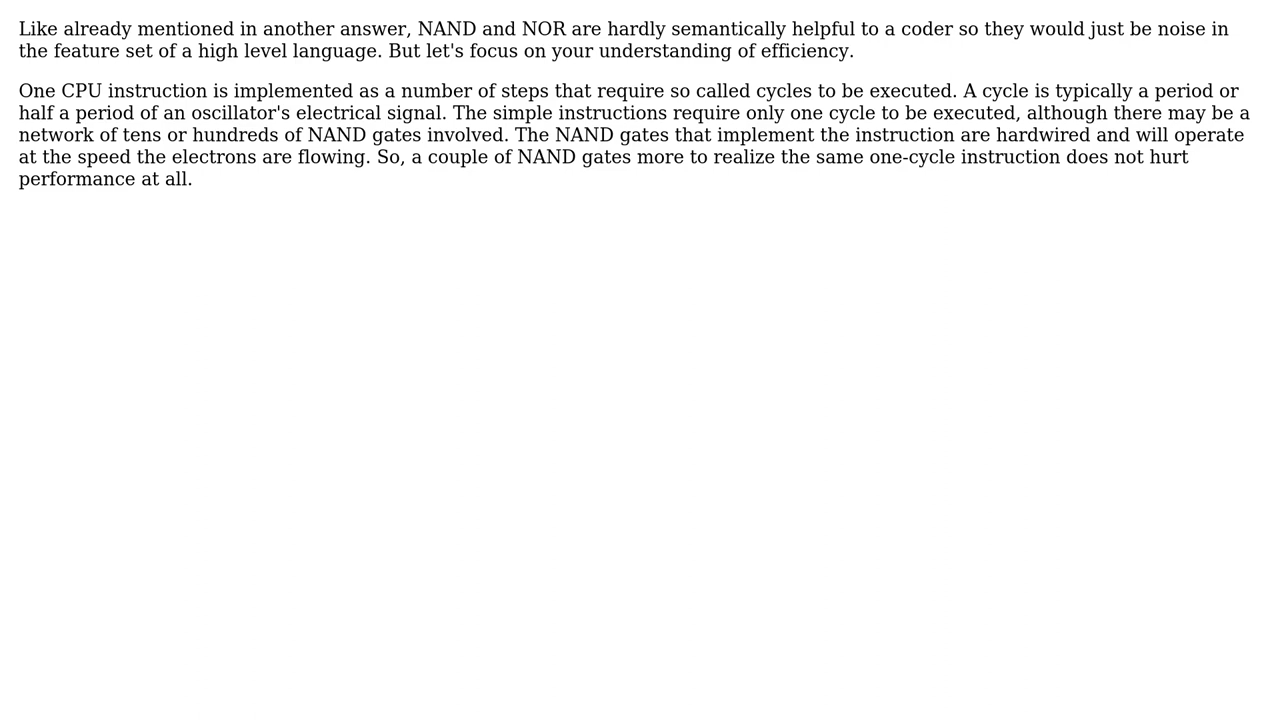 Like already mentioned in another answer, NAND and NOR are hardly semantically helpful to a coder so they would just be noise in
the feature set of a high level language. But let's focus on your understanding of efficiency.
One CPU instruction is implemented as a number of steps that require so called cycles to be executed. A cycle is typically a period or
half a period of an oscillator's electrical signal. The simple instructions require only one cycle to be executed, although there may be a
network of tens or hundreds of NAND gates involved. The NAND gates that implement the instruction are hardwired and will operate
at the speed the electrons are flowing. So, a couple of NAND gates more to realize the same one-cycle instruction does not hurt
performance at all.